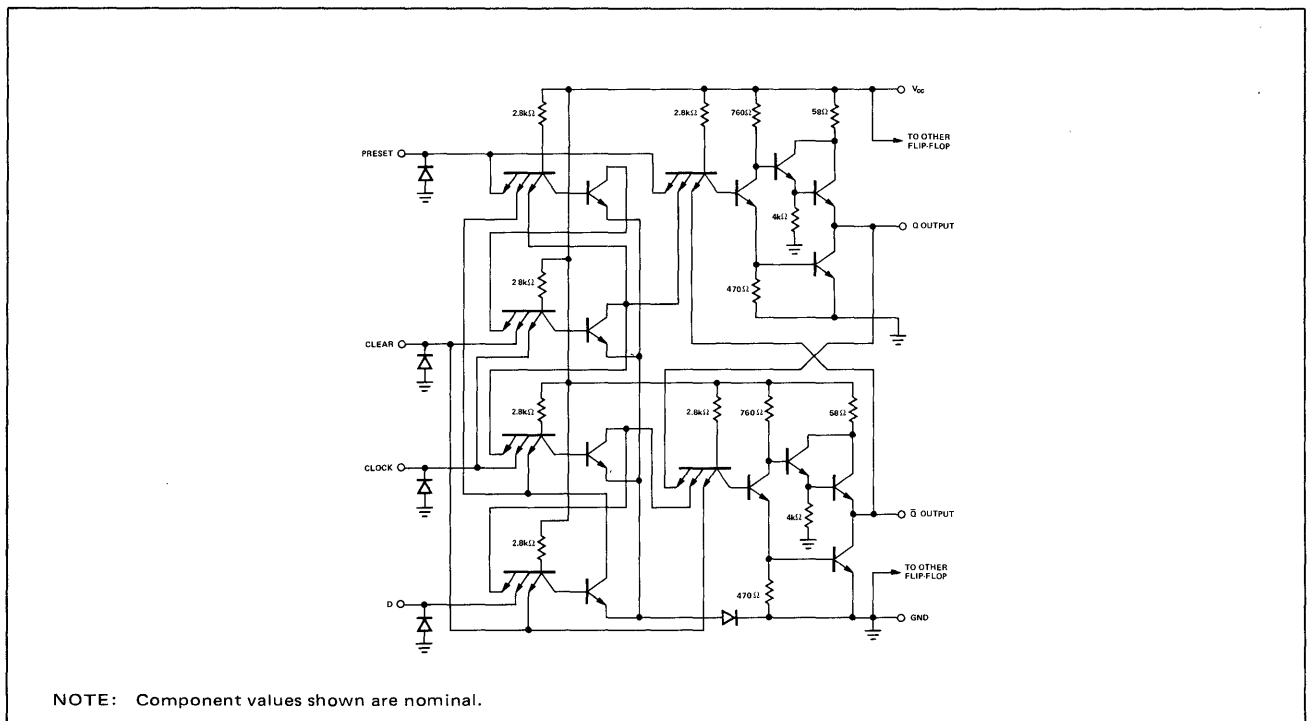 VCC
2.8kΩ
2.8kΩ
760Ω
58Ω
TO OTHER
FLIP-FLOP
PRESET
4kΩ
Q OUTPUT
2.8kΩ
470Ω
CLEAR
2.8kΩ
2.8kΩ
760Ω
58Ω
CLOCK
Q̅ OUTPUT
4kΩ
2.8kΩ
TO OTHER
FLIP-FLOP
470Ω
D
GND
NOTE: Component values shown are nominal.